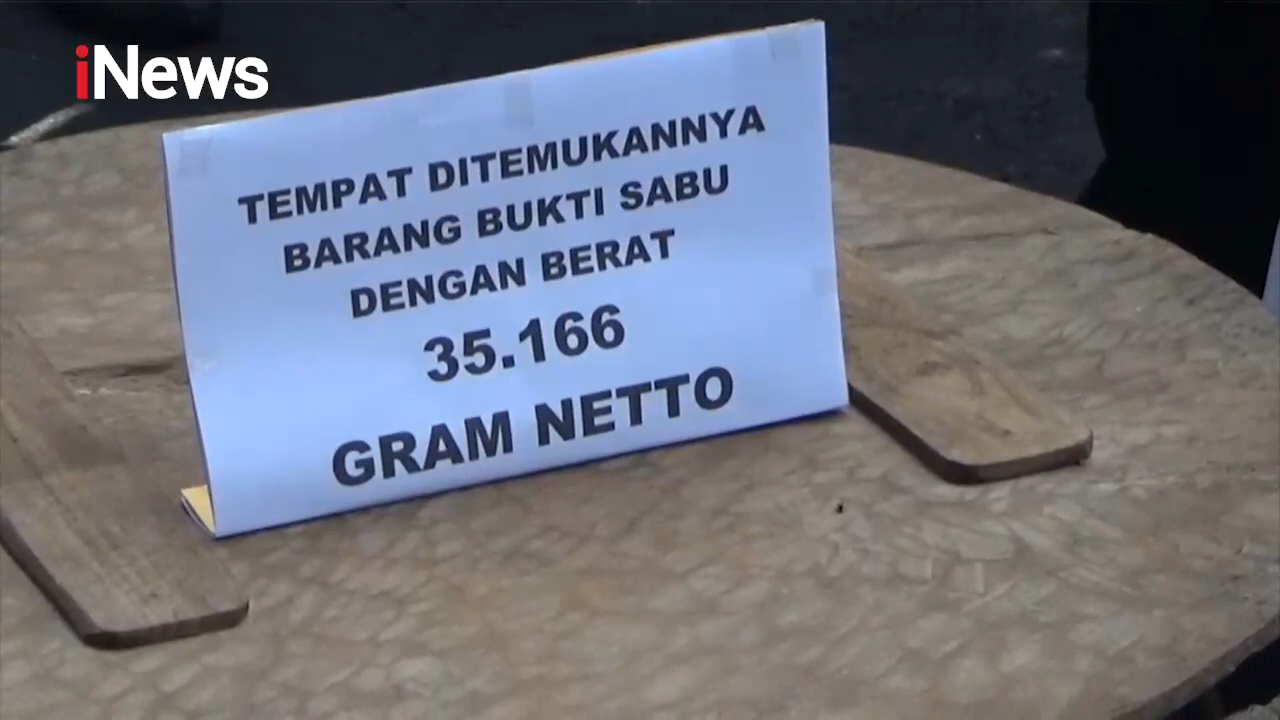 iNews
TEMPAT DITEMUKANNYA
BARANG BUKTI SABU
DENGAN BERAT
35.166
GRAM NETTO